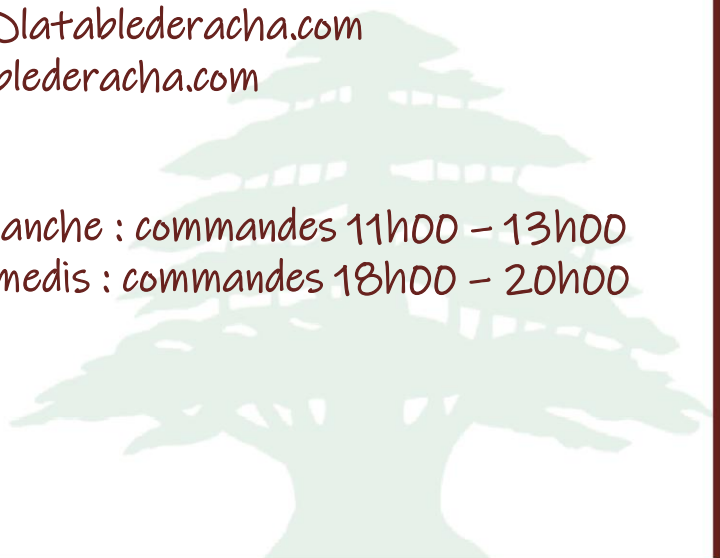 @latablederacha.com
blederacha.com
anche : commandes 11h00 – 13h00
medis : commandes 18h00 – 20h00